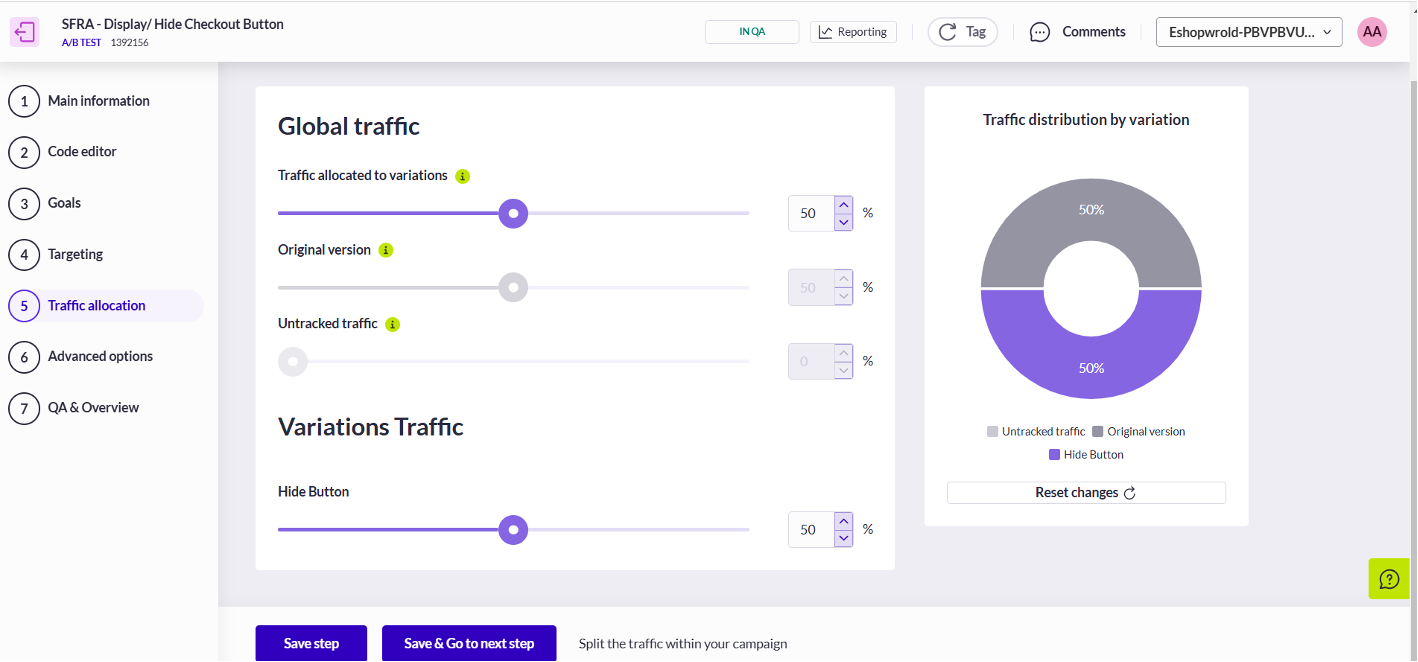 SFRA - Display/ Hide Checkout Button
A/B TEST 1392156
IN QA
Reporting
Tag
Comments
Eshopwrold-PBVPBVU...
AA
1 Main information
2 Code editor
3 Goals
4 Targeting
5 Traffic allocation
6 Advanced options
7 QA & Overview
Global traffic
Traffic allocated to variations i
50 %
Original version i
50 %
Untracked traffic i
0 %
Variations Traffic
Hide Button
50 %
Traffic distribution by variation
50%
50%
Untracked traffic Original version
Hide Button
Reset changes
Save step
Save & Go to next step
Split the traffic within your campaign